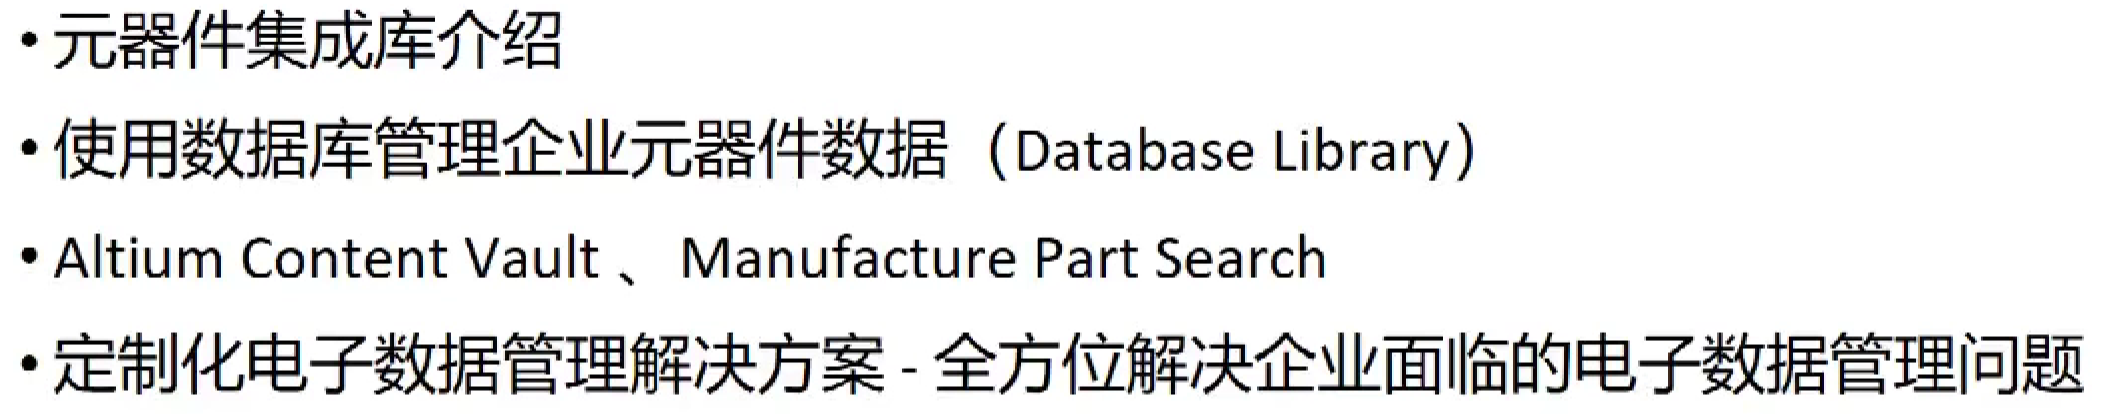 • 元器件集成库介绍
• 使用数据库管理企业元器件数据（Database Library）
• Altium Content Vault 、 Manufacture Part Search
• 定制化电子数据管理解决方案 - 全方位解决企业面临的电子数据管理问题